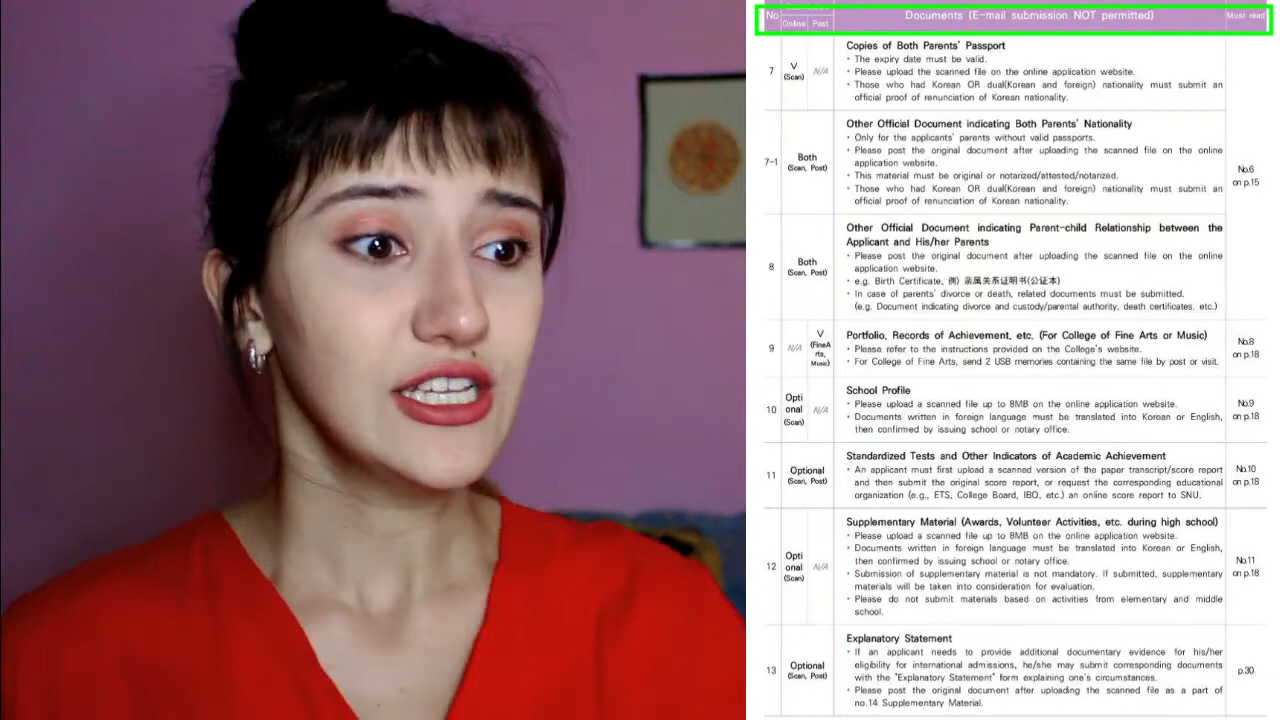 No
Online
Post
Documents (E-mail submission NOT permitted)
Must read
7
V
(Scan)
N/A
Copies of Both Parents' Passport
• The expiry date must be valid.
• Please upload the scanned file on the online application website.
• Those who had Korean OR dual(Korean and foreign) nationality must submit an
official proof of renunciation of Korean nationality.
7-1
Both
(Scan, Post)
Other Official Document indicating Both Parents' Nationality
• Only for the applicants' parents without valid passports.
• Please post the original document after uploading the scanned file on the online
application website.
• This material must be original or notarized/attested/notarized.
• Those who had Korean OR dual(Korean and foreign) nationality must submit an
official proof of renunciation of Korean nationality.
No.6
on p.15
8
Both
(Scan, Post)
Other Official Document indicating Parent-child Relationship between the
Applicant and His/her Parents
• Please post the original document after uploading the scanned file on the online
application website.
• e.g. Birth Certificate, 例) 亲属关系证明书(公证本)
• In case of parents' divorce or death, related documents must be submitted.
(e.g. Document indicating divorce and custody/parental authority, death certificates, etc.)
9
N/A
V
(FineA
rts,
Music)
Portfolio, Records of Achievement, etc. (For College of Fine Arts or Music)
• Please refer to the instructions provided on the College's website.
• For College of Fine Arts, send 2 USB memories containing the same file by post or visit.
No.8
on p.18
10
Opti
onal
(Scan)
N/A
School Profile
• Please upload a scanned file up to 8MB on the online application website.
• Documents written in foreign language must be translated into Korean or English,
then confirmed by issuing school or notary office.
No.9
on p.18
11
Optional
(Scan, Post)
Standardized Tests and Other Indicators of Academic Achievement
• An applicant must first upload a scanned version of the paper transcript/score report
and then submit the original score report, or request the corresponding educational
organization (e.g., ETS, College Board, IBO, etc.) an online score report to SNU.
No.10
on p.18
12
Opti
onal
(Scan)
N/A
Supplementary Material (Awards, Volunteer Activities, etc. during high school)
• Please upload a scanned file up to 8MB on the online application website.
• Documents written in foreign language must be translated into Korean or English,
then confirmed by issuing school or notary office.
• Submission of supplementary material is not mandatory. If submitted, supplementary
materials will be taken into consideration for evaluation.
• Please do not submit materials based on activities from elementary and middle
school.
No.11
on p.18
13
Optional
(Scan, Post)
Explanatory Statement
• If an applicant needs to provide additional documentary evidence for his/her
eligibility for international admissions, he/she may submit corresponding documents
with the "Explanatory Statement" form explaining one's circumstances.
• Please post the original document after uploading the scanned file as a part of
no.14 Supplementary Material.
p.30